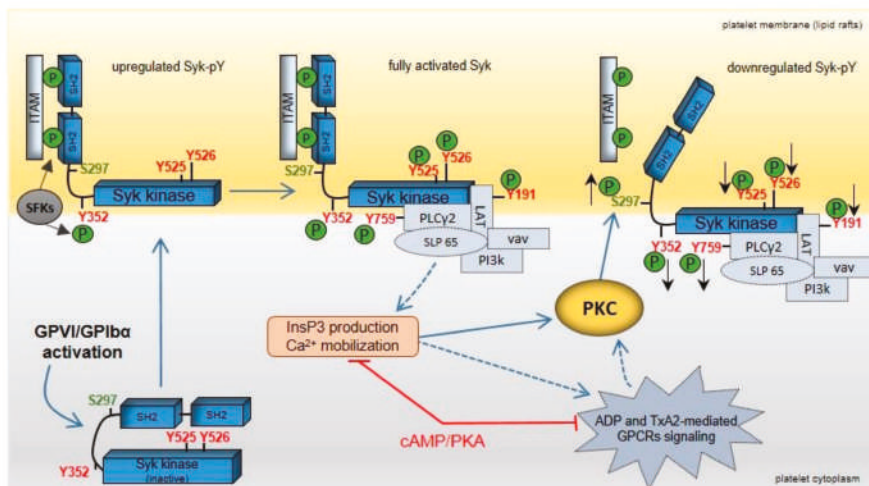 platelet membrane (lipid rafts)
upregulated Syk-pY
fully activated Syk
downregulated Syk-pY
ITAM
P
SH2
P
SH2
S297
Y525
Y526
Syk kinase
SFKs
Y352
P
ITAM
P
SH2
P
SH2
S297
P
P
Y525
Y526
P
Syk kinase
Y191
Y352
P
Y759
P
PLCγ2
LAT
SLP 65
vav
PI3k
ITAM
P
P
SH2
SH2
P
S297
P
Y525
P
Y526
P
Syk kinase
Y191
Y352
P
Y759
P
PLCγ2
LAT
SLP 65
vav
PI3k
InsP3 production
Ca²⁺ mobilization
PKC
GPVI/GPIbα
activation
S297
SH2
SH2
Y525
Y526
Y352
Syk kinase
(inactive)
cAMP/PKA
ADP and TxA2-mediated
GPCRs signaling
platelet cytoplasm